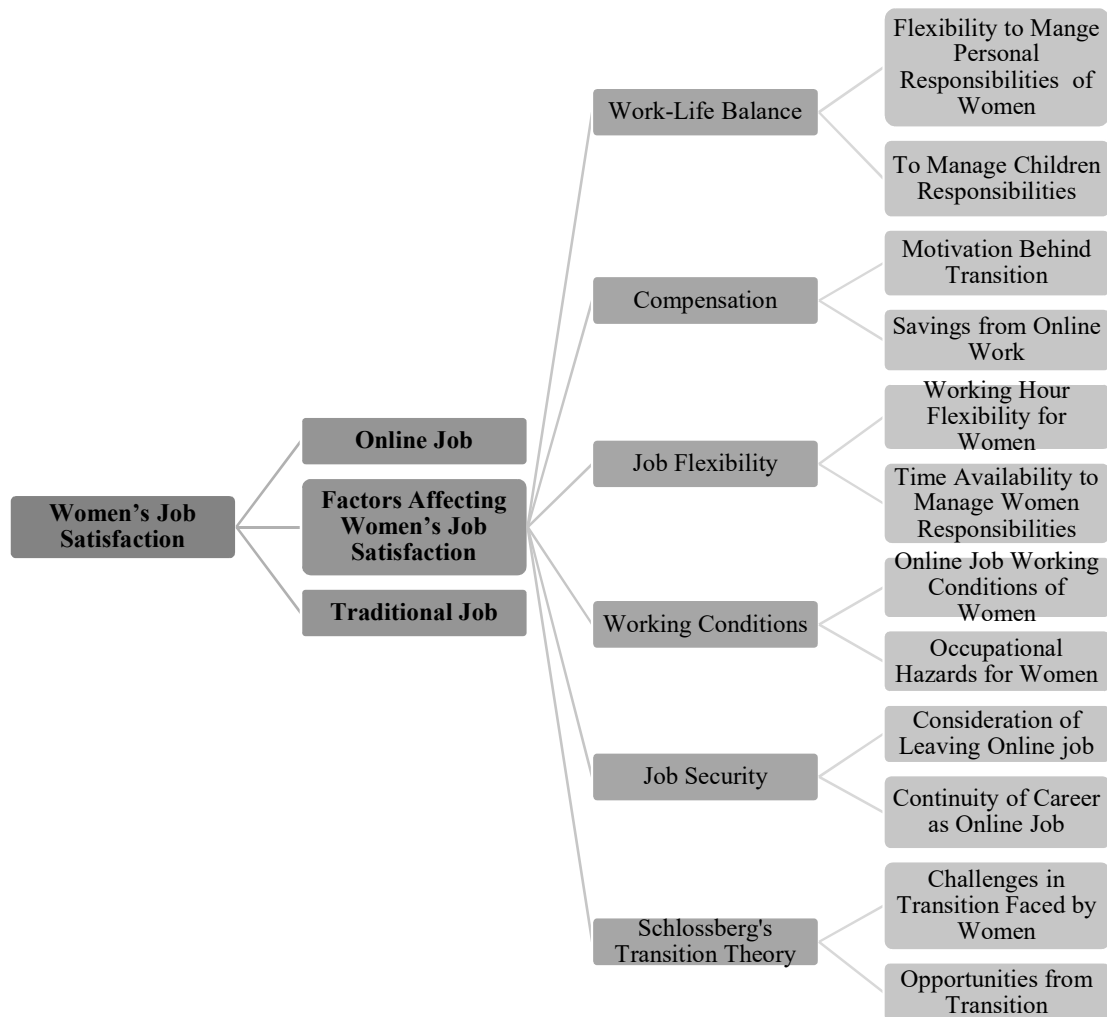 Women’s Job
Satisfaction
Online Job
Factors Affecting
Women’s Job
Satisfaction
Traditional Job
Work-Life Balance
Compensation
Job Flexibility
Working Conditions
Job Security
Schlossberg's
Transition Theory
Flexibility to Mange
Personal
Responsibilities of
Women
To Manage Children
Responsibilities
Motivation Behind
Transition
Savings from Online
Work
Working Hour
Flexibility for
Women
Time Availability to
Manage Women
Responsibilities
Online Job Working
Conditions of
Women
Occupational
Hazards for Women
Consideration of
Leaving Online job
Continuity of Career
as Online Job
Challenges in
Transition Faced by
Women
Opportunities from
Transition